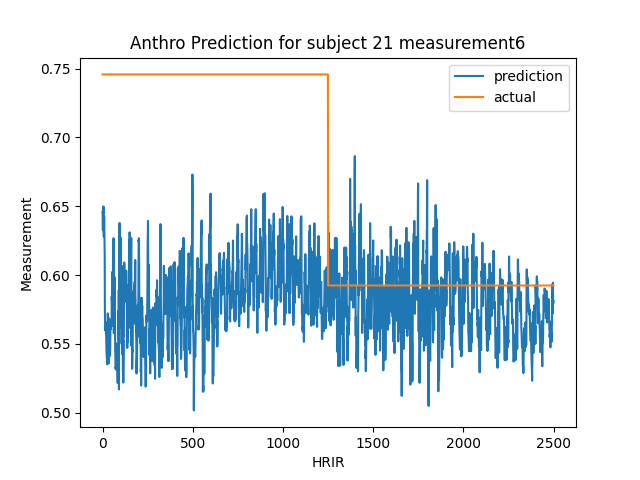 Anthro Prediction for subject 21 measurement6
prediction
actual
Measurement
0.75
0.70
0.65
0.60
0.55
0.50
0 500 1000 1500 2000 2500
HRIR